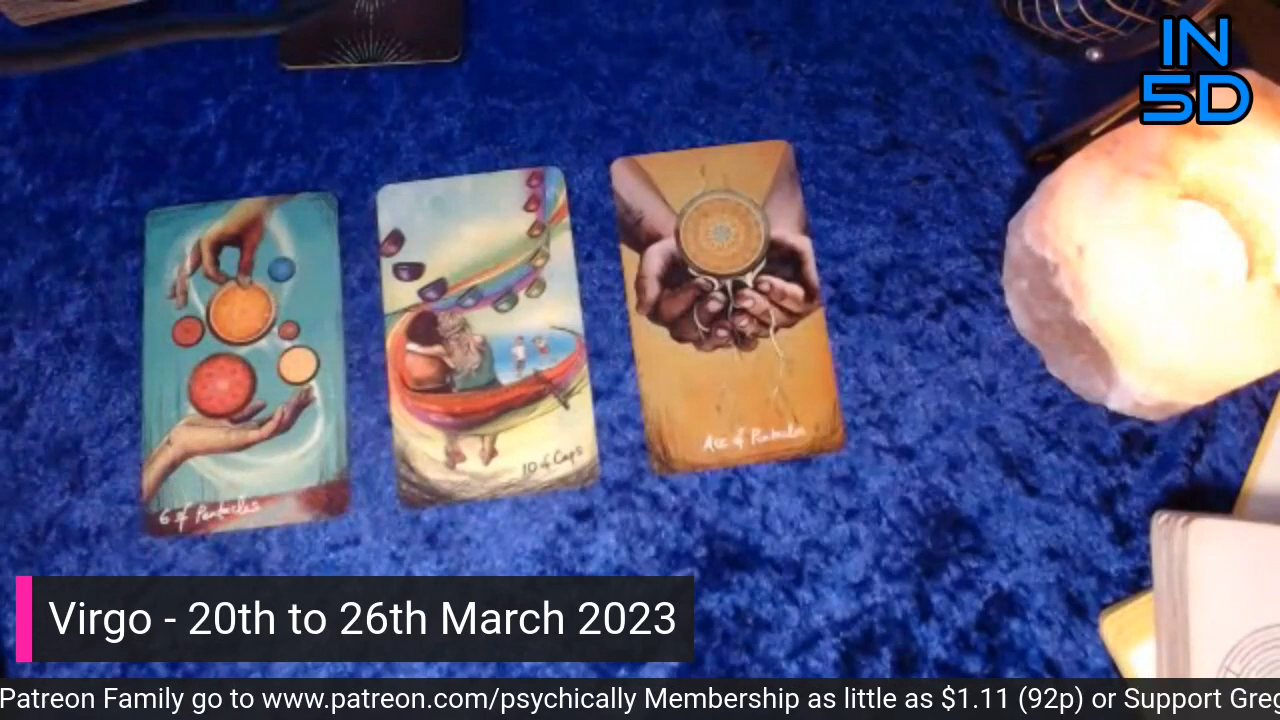 IN
5D
6 of Pentacles
10 of Cups
Ace of Pentacles
Virgo - 20th to 26th March 2023
Patreon Family go to www.patreon.com/psychically Membership as little as $1.11 (92p) or Support Greg